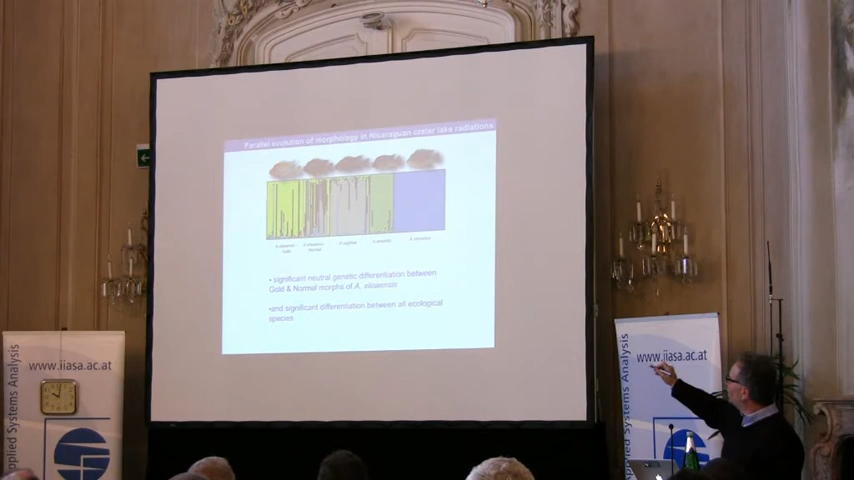 Parallel evolution of morphology in Nicaraguan crater lake radiations
• significant neutral genetic differentiation between
Gold & Normal morphs of A. xiloaensis
•and significant differentiation between all ecological
species
www.iiasa.ac.at
Applied Systems Analysis
www.iiasa.ac.at
Applied Systems Analysis